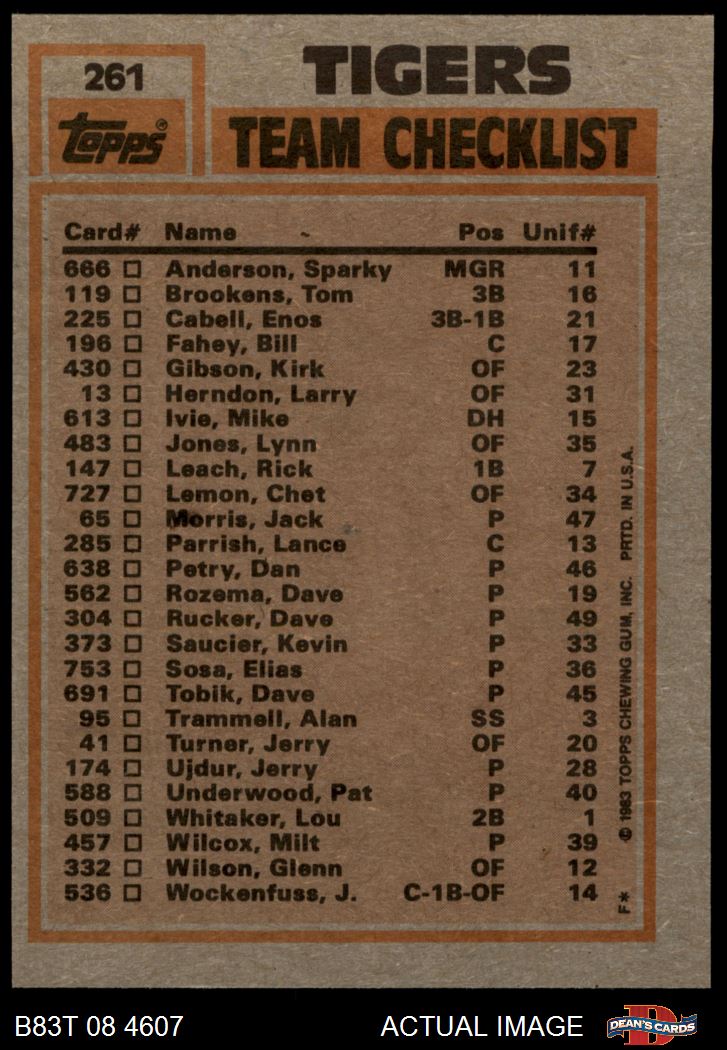 261
TIGERS
topps®
TEAM CHECKLIST
Card# Name Pos Unif#
666 Anderson, Sparky MGR 11
119 Brookens, Tom 3B 16
225 Cabell, Enos 3B-1B 21
196 Fahey, Bill C 17
430 Gibson, Kirk OF 23
13 Herndon, Larry OF 31
613 Ivie, Mike DH 15
483 Jones, Lynn OF 35
147 Leach, Rick 1B 7
727 Lemon, Chet OF 34
65 Morris, Jack P 47
285 Parrish, Lance C 13
638 Petry, Dan P 46
562 Rozema, Dave P 19
304 Rucker, Dave P 49
373 Saucier, Kevin P 33
753 Sosa, Elias P 36
691 Tobik, Dave P 45
95 Trammell, Alan SS 3
41 Turner, Jerry OF 20
174 Ujdur, Jerry P 28
588 Underwood, Pat P 40
509 Whitaker, Lou 2B 1
457 Wilcox, Milt P 39
332 Wilson, Glenn OF 12
536 Wockenfuss, J. C-1B-OF 14
F* © 1983 TOPPS CHEWING GUM, INC. PRTD. IN U.S.A.
B83T 08 4607 ACTUAL IMAGE
D DEAN'S CARDS